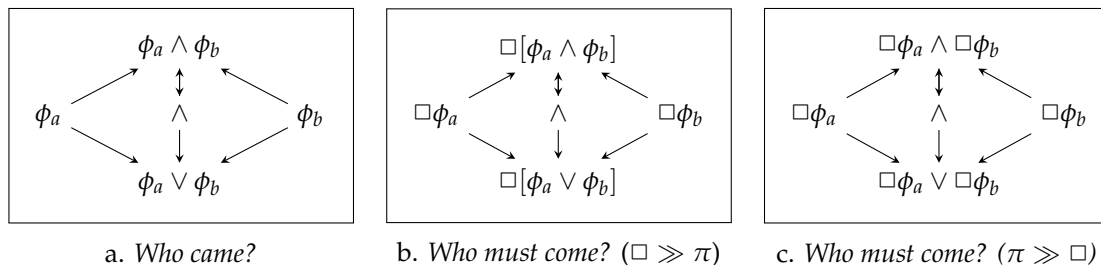 ϕa ∧ ϕb □[ϕa ∧ ϕb] □ϕa ∧ □ϕb
ϕa ∧ ϕb □ϕa ∧ □ϕb □ϕa ∧ □ϕb
ϕa ∨ ϕb □[ϕa ∨ ϕb] □ϕa ∨ □ϕb
a. Who came? b. Who must come? (□ ≫ π) c. Who must come? (π ≫ □)